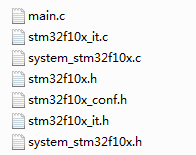 main.c
stm32f10x_it.c
system_stm32f10x.c
stm32f10x.h
stm32f10x_conf.h
stm32f10x_it.h
system_stm32f10x.h